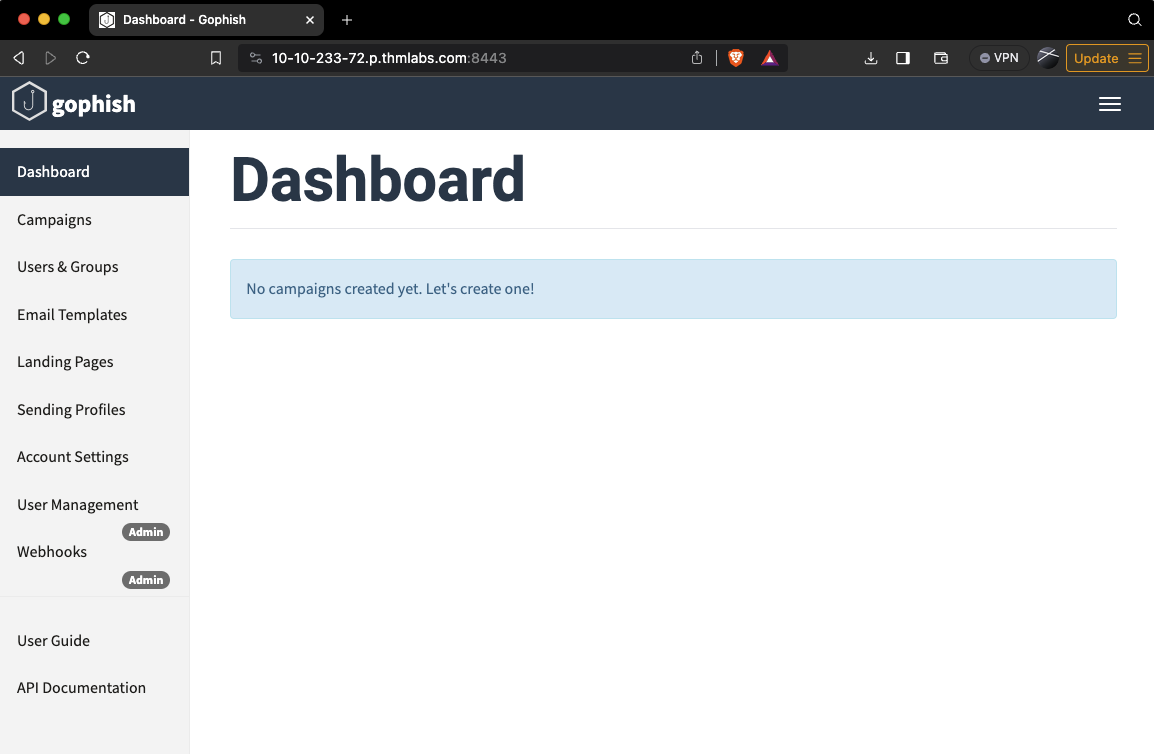 Dashboard - Gophish
10-10-233-72.p.thmlabs.com:8443
VPN
Update
gophish
Dashboard
Campaigns
Users & Groups
Email Templates
Landing Pages
Sending Profiles
Account Settings
User Management
Admin
Webhooks
Admin
User Guide
API Documentation
Dashboard
No campaigns created yet. Let's create one!